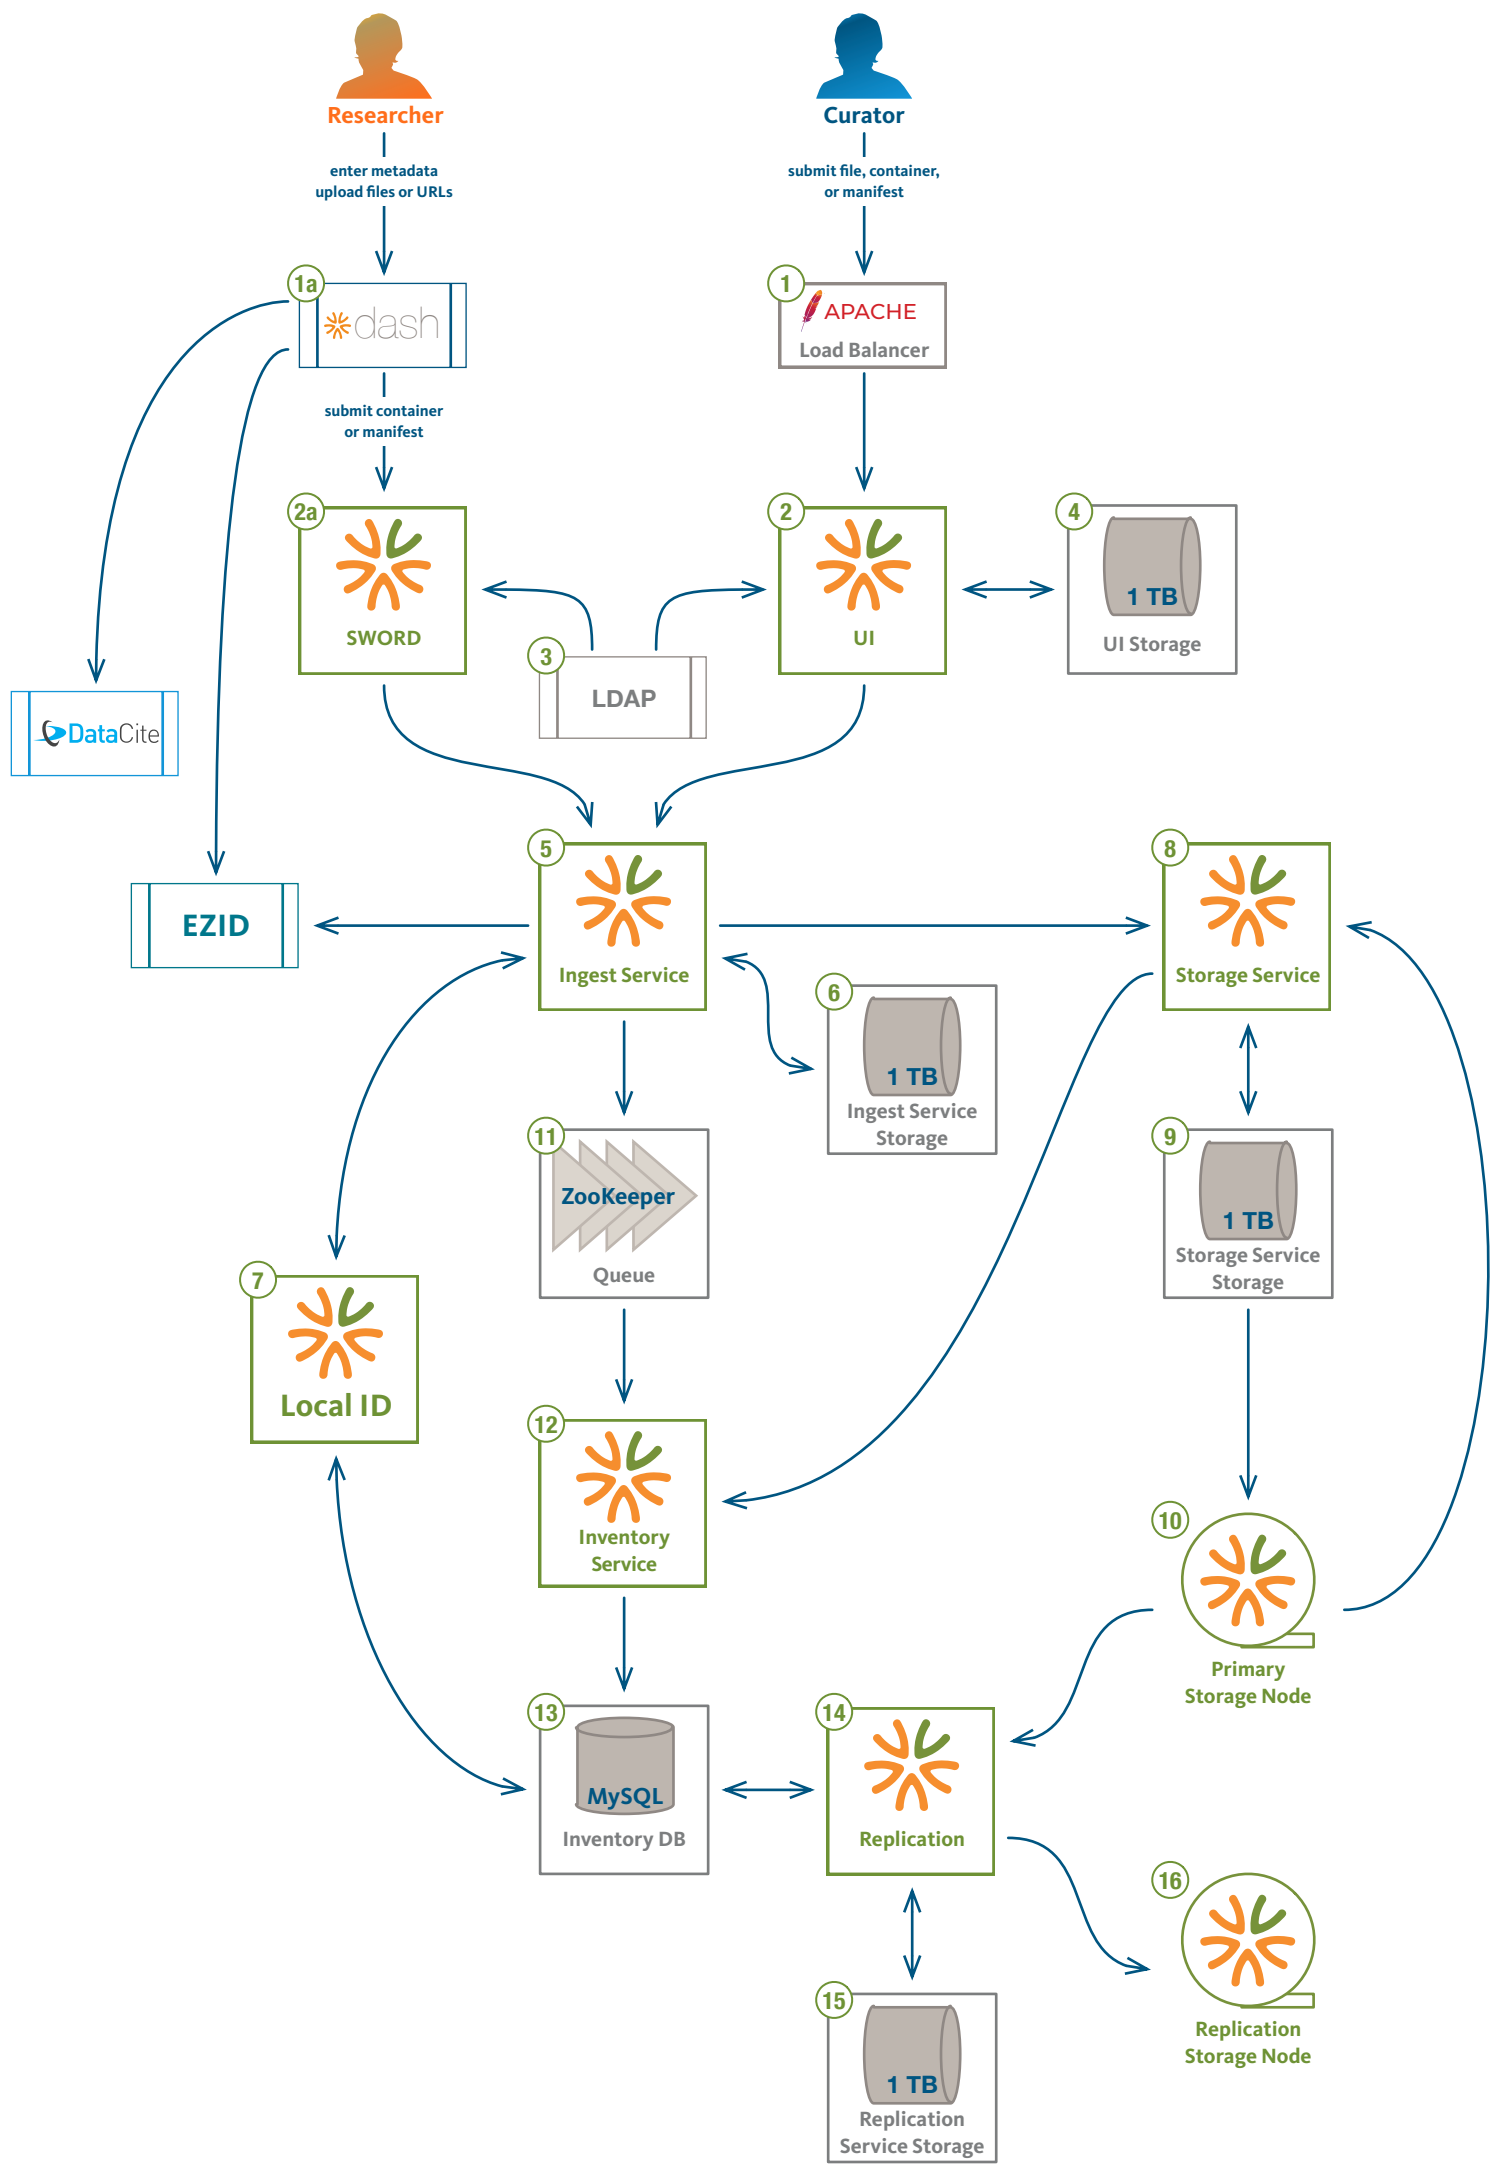 Researcher
Curator
enter metadata
upload files or URLs
submit file, container,
or manifest
1a
dash
1
APACHE
Load Balancer
submit container
or manifest
2a
SWORD
2
UI
4
1 TB
UI Storage
3
LDAP
DataCite
5
Ingest Service
8
Storage Service
EZID
6
1 TB
Ingest Service
Storage
11
ZooKeeper
Queue
9
1 TB
Storage Service
Storage
7
Local ID
12
Inventory
Service
10
Primary
Storage Node
13
MySQL
Inventory DB
14
Replication
16
Replication
Storage Node
15
1 TB
Replication
Service Storage